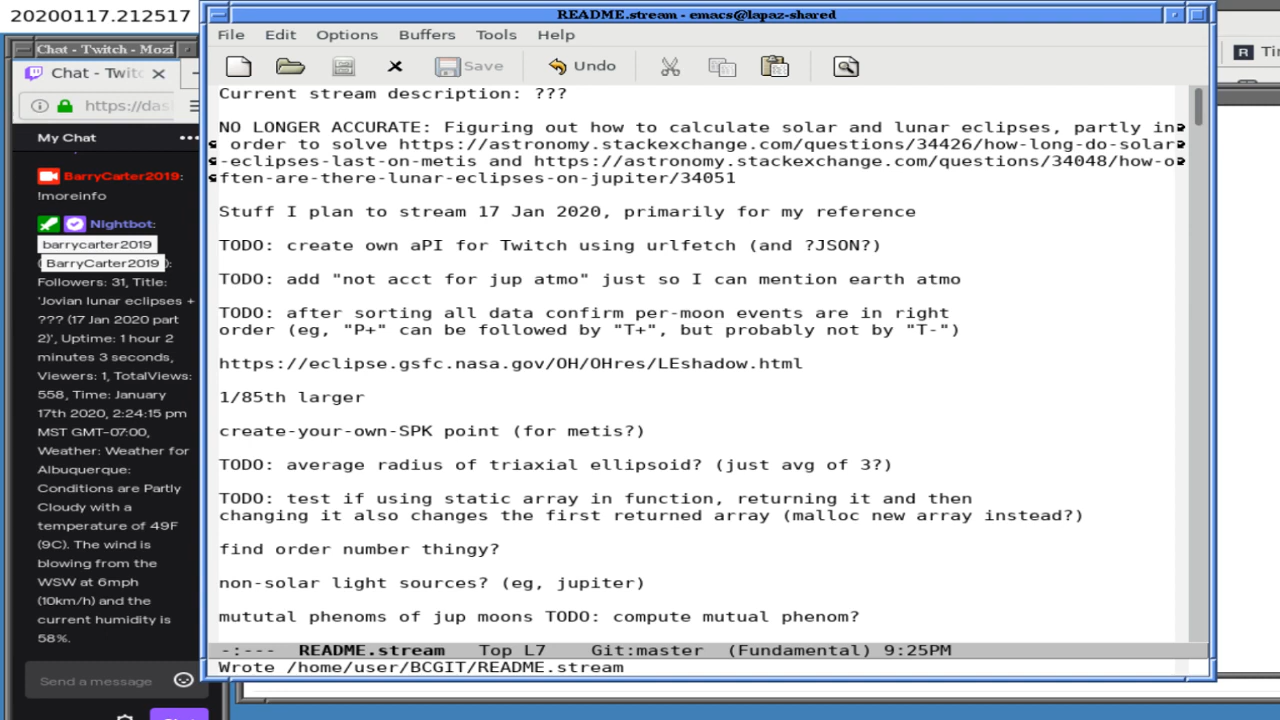 20200117.212517
README.stream - emacs@lapaz-shared
File Edit Options Buffers Tools Help
Save Undo
Current stream description: ???
NO LONGER ACCURATE: Figuring out how to calculate solar and lunar eclipses, partly in
order to solve https://astronomy.stackexchange.com/questions/34426/how-long-do-solar
-eclipses-last-on-metis and https://astronomy.stackexchange.com/questions/34048/how-o
ften-are-there-lunar-eclipses-on-jupiter/34051
Stuff I plan to stream 17 Jan 2020, primarily for my reference
TODO: create own aPI for Twitch using urlfetch (and ?JSON?)
TODO: add "not acct for jup atmo" just so I can mention earth atmo
TODO: after sorting all data confirm per-moon events are in right
order (eg, "P+" can be followed by "T+", but probably not by "T-")
https://eclipse.gsfc.nasa.gov/OH/OHres/LEshadow.html
1/85th larger
create-your-own-SPK point (for metis?)
TODO: average radius of triaxial ellipsoid? (just avg of 3?)
TODO: test if using static array in function, returning it and then
changing it also changes the first returned array (malloc new array instead?)
find order number thingy?
non-solar light sources? (eg, jupiter)
mututal phenoms of jup moons TODO: compute mutual phenom?
-:--- README.stream Top L7 Git:master (Fundamental) 9:25PM
Wrote /home/user/BCGIT/README.stream
Chat - Twitch - Mozi
Chat - Twitc
https://das
My Chat
BarryCarter2019:
!moreinfo
Nightbot:
barrycarter2019
(BarryCarter2019):
Followers: 31, Title:
'Jovian lunar eclipses +
??? (17 Jan 2020 part
2)', Uptime: 1 hour 2
minutes 3 seconds,
Viewers: 1, TotalViews:
558, Time: January
17th 2020, 2:24:15 pm
MST GMT-07:00,
Weather: Weather for
Albuquerque:
Conditions are Partly
Cloudy with a
temperature of 49F
(9C). The wind is
blowing from the
WSW at 6mph
(10km/h) and the
current humidity is
58%.
Send a message
R Tir